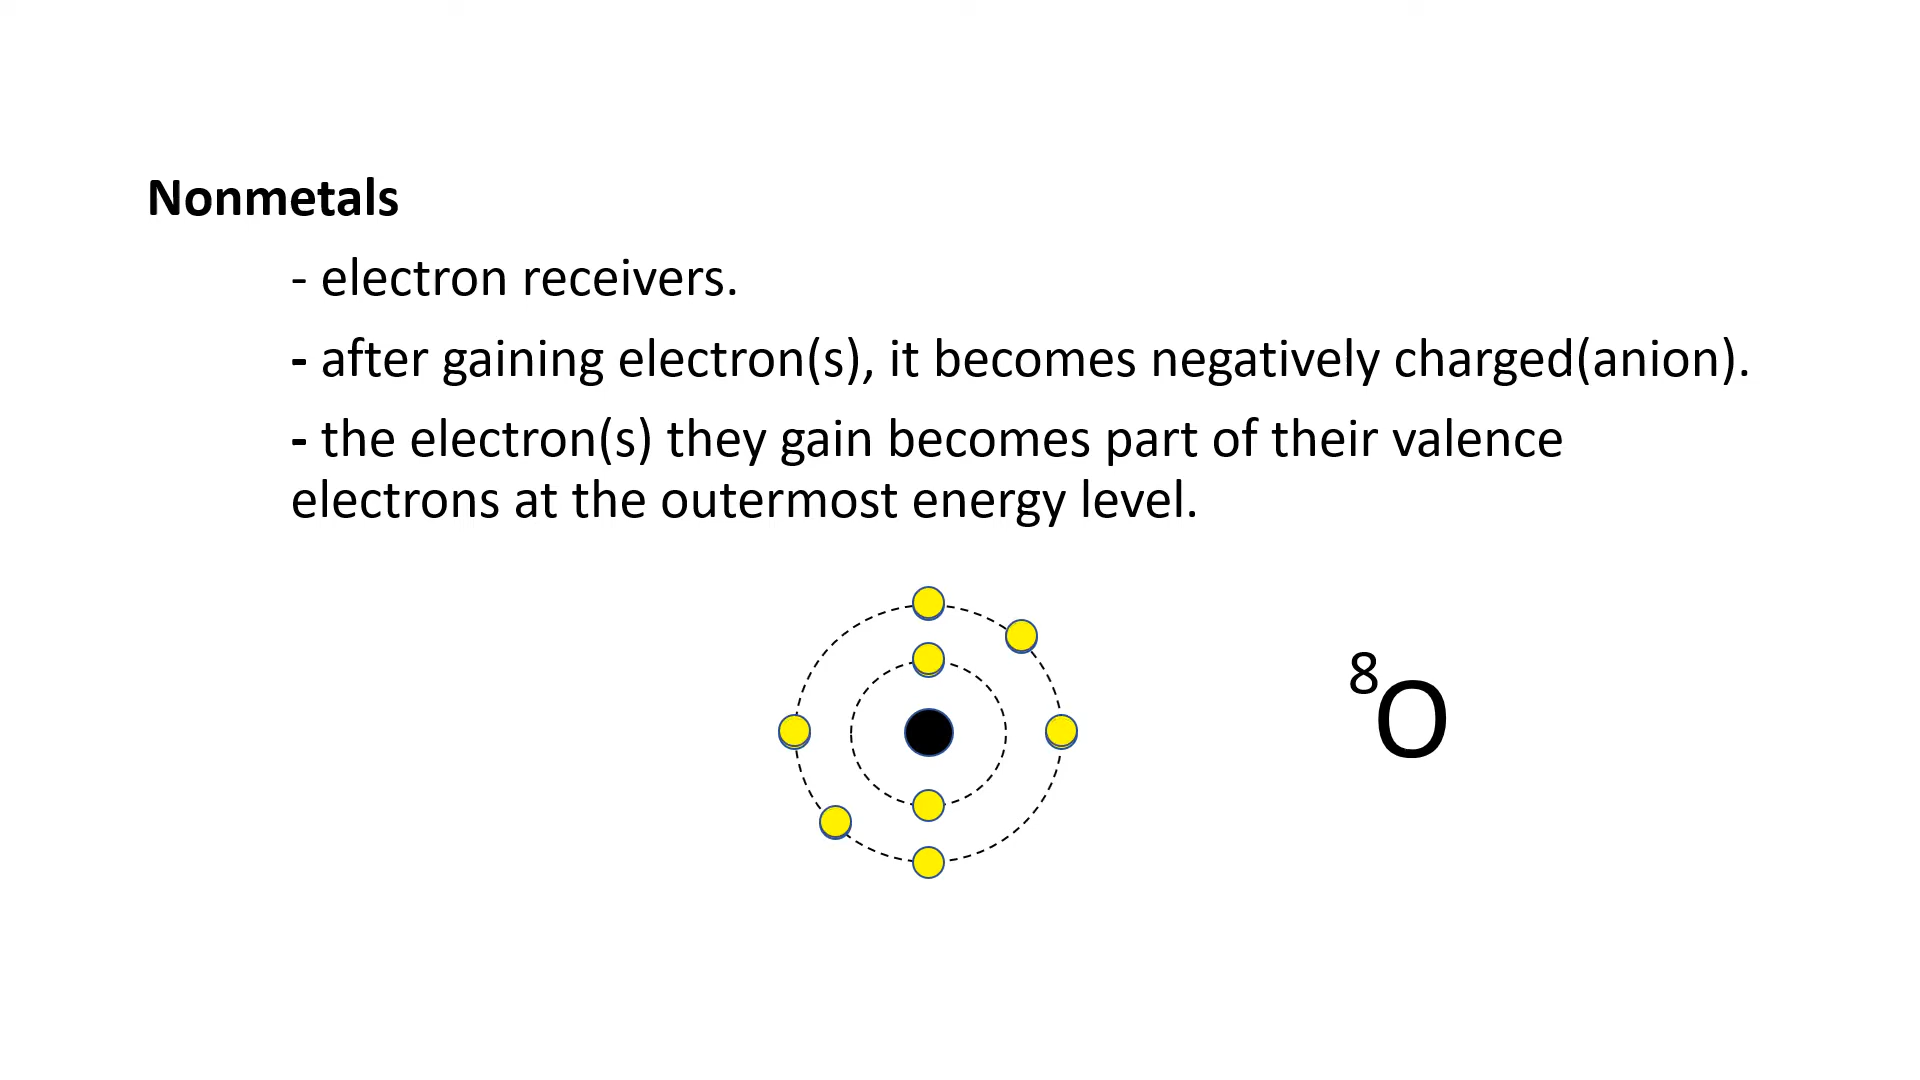 Nonmetals
- electron receivers.
- after gaining electron(s), it becomes negatively charged(anion).
- the electron(s) they gain becomes part of their valence
electrons at the outermost energy level.
8O